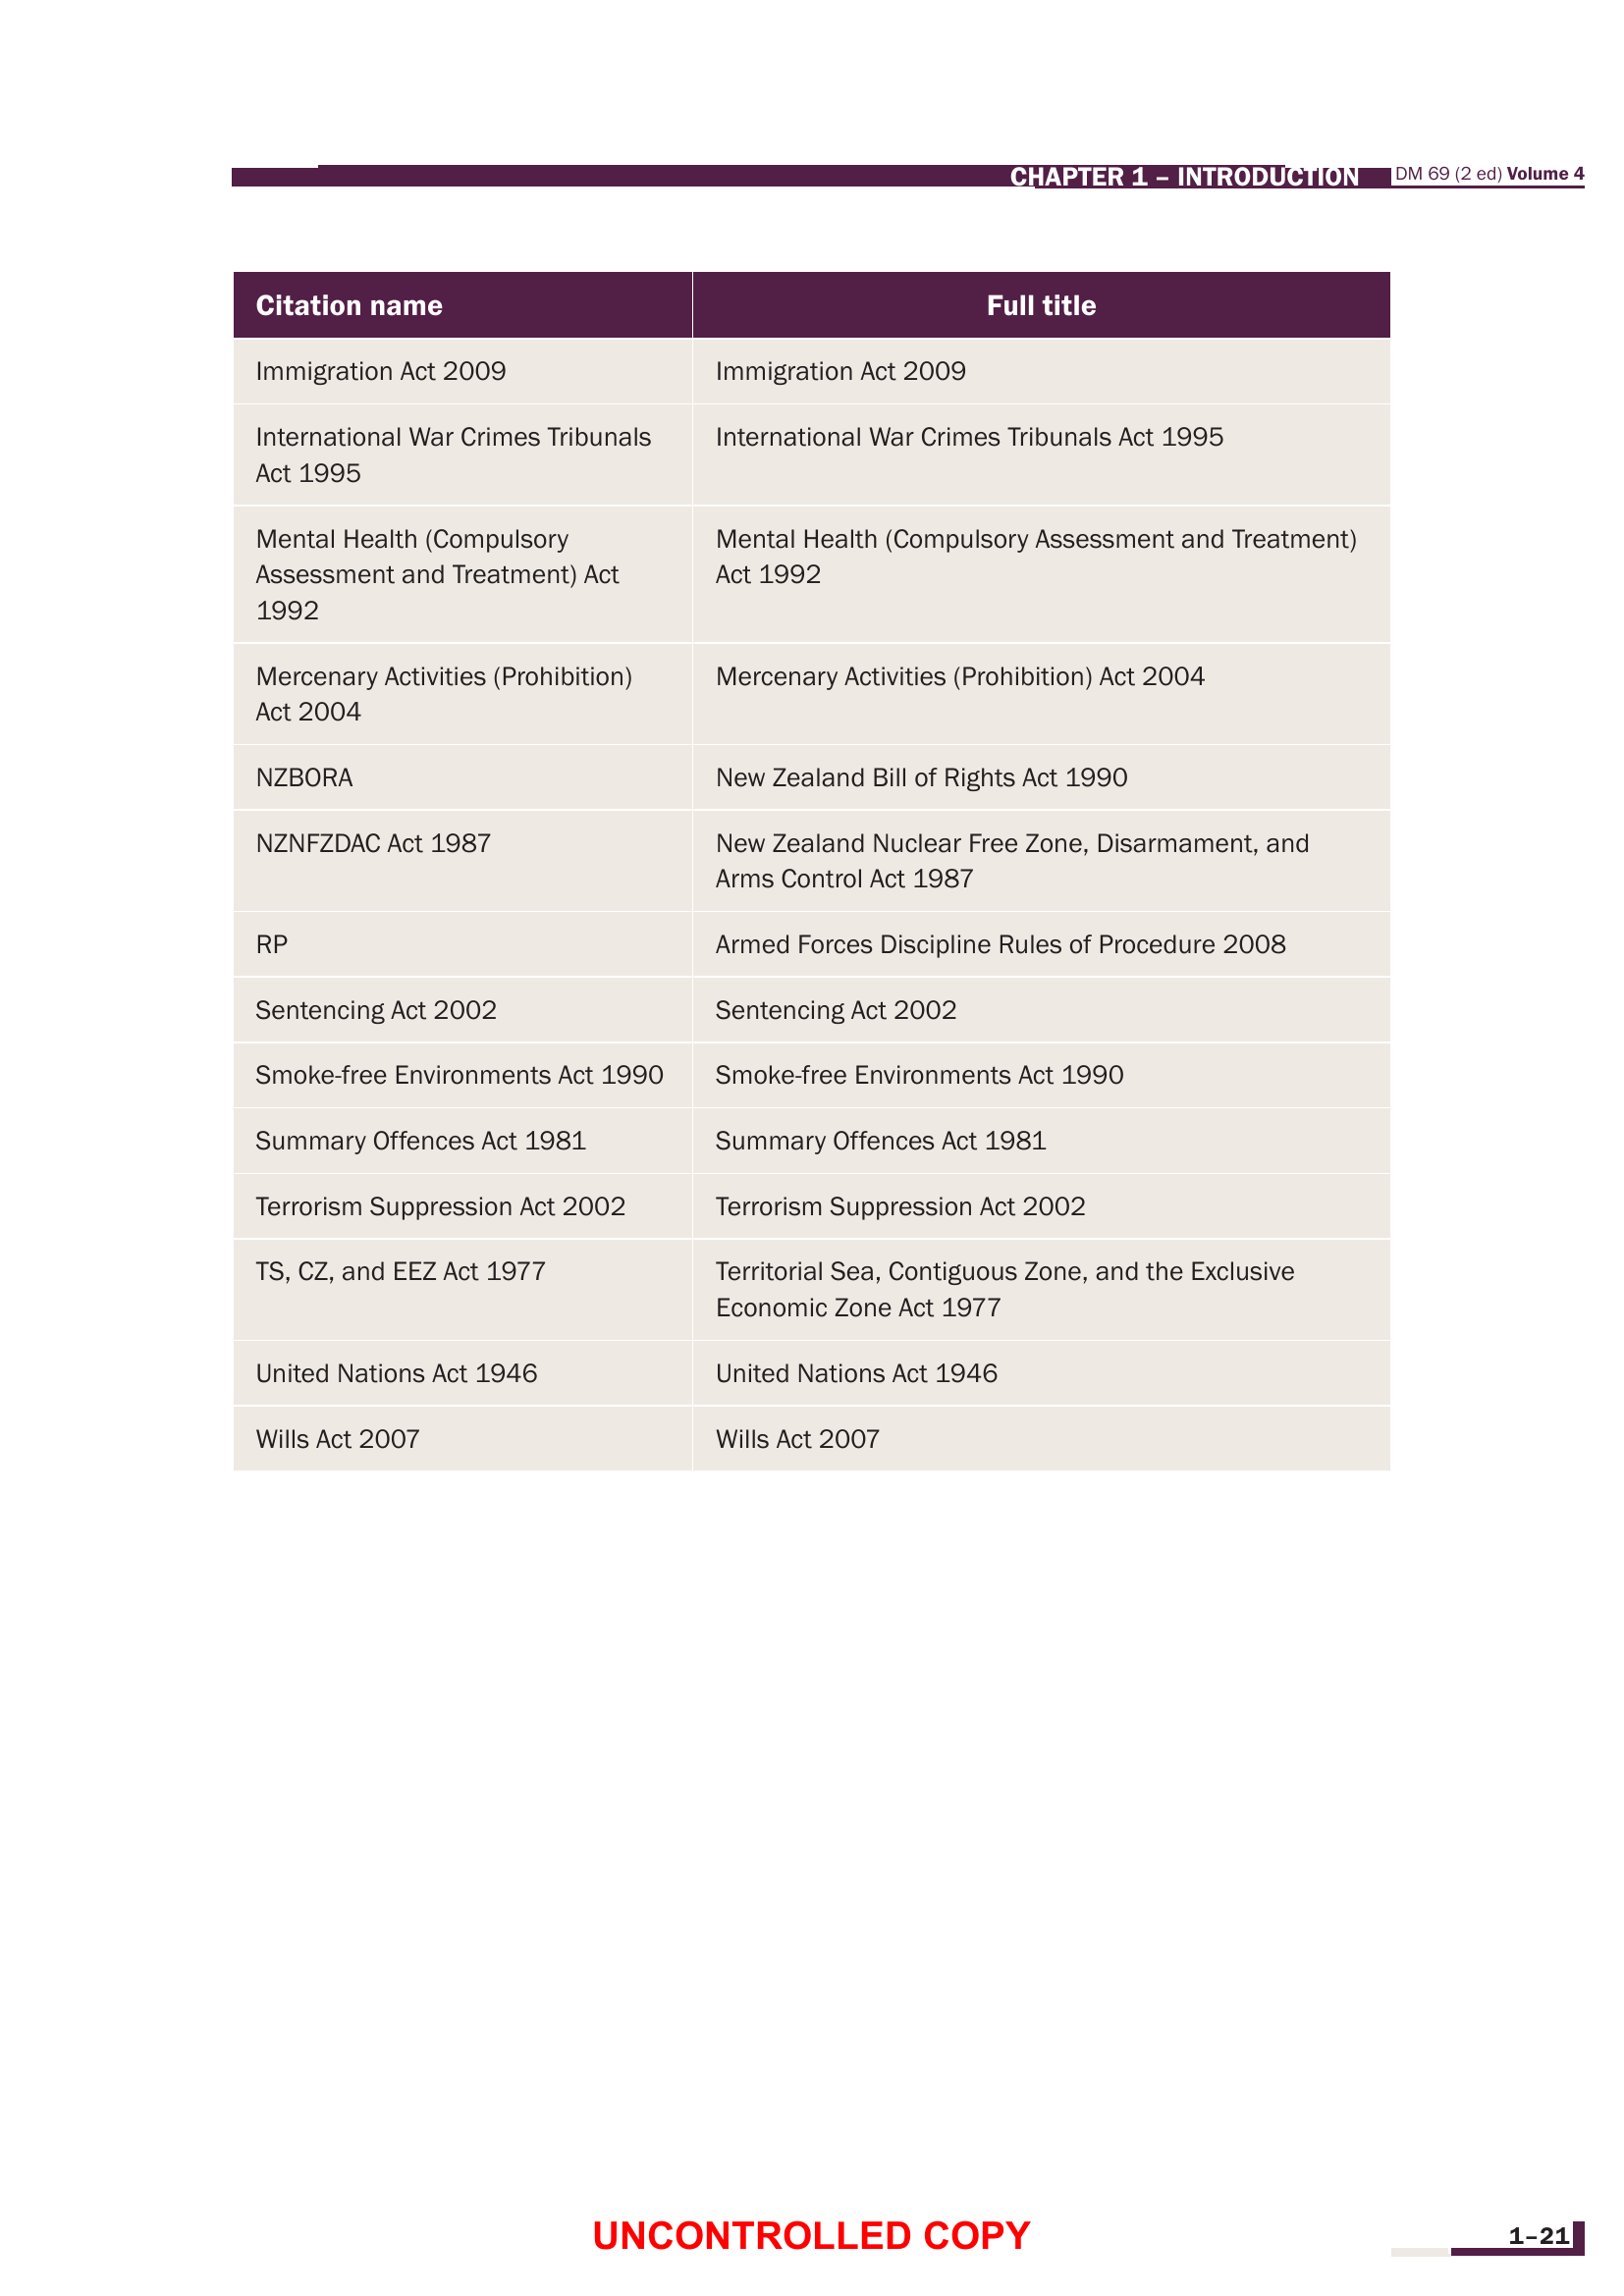 CHAPTER 1 – INTRODUCTION DM 69 (2 ed) Volume 4
Citation name Full title
Immigration Act 2009 Immigration Act 2009
International War Crimes Tribunals International War Crimes Tribunals Act 1995
Act 1995
Mental Health (Compulsory Mental Health (Compulsory Assessment and Treatment)
Assessment and Treatment) Act Act 1992
1992
Mercenary Activities (Prohibition) Mercenary Activities (Prohibition) Act 2004
Act 2004
NZBORA New Zealand Bill of Rights Act 1990
NZNFZDAC Act 1987 New Zealand Nuclear Free Zone, Disarmament, and
Arms Control Act 1987
RP Armed Forces Discipline Rules of Procedure 2008
Sentencing Act 2002 Sentencing Act 2002
Smoke-free Environments Act 1990 Smoke-free Environments Act 1990
Summary Offences Act 1981 Summary Offences Act 1981
Terrorism Suppression Act 2002 Terrorism Suppression Act 2002
TS, CZ, and EEZ Act 1977 Territorial Sea, Contiguous Zone, and the Exclusive
Economic Zone Act 1977
United Nations Act 1946 United Nations Act 1946
Wills Act 2007 Wills Act 2007
UNCONTROLLED COPY 1–21